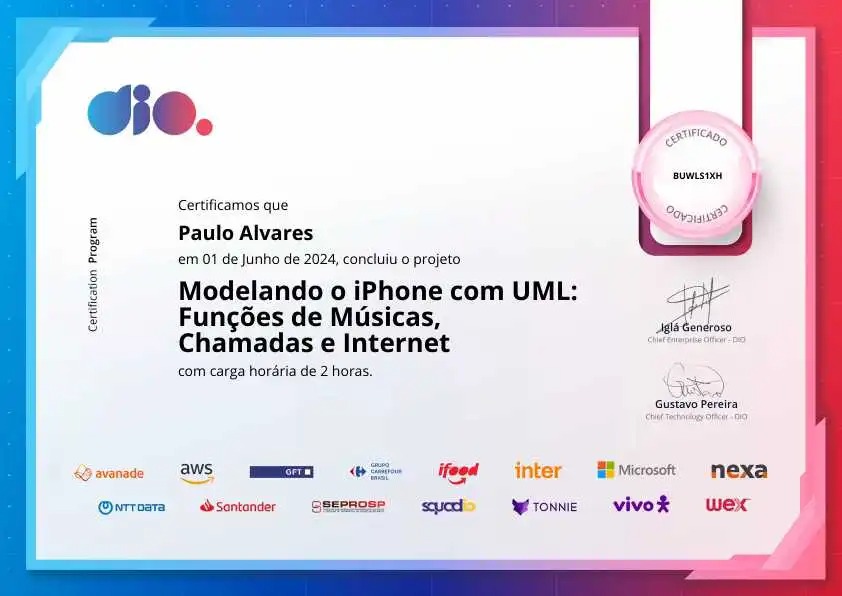 dio.
CERTIFICADO
BUWLS1XH
CERTIFICADO
Certification Program
Certificamos que
Paulo Alvares
em 01 de Junho de 2024, concluiu o projeto
Modelando o iPhone com UML:
Funções de Músicas,
Chamadas e Internet
com carga horária de 2 horas.
Iglá Generoso
Chief Enterprise Officer - DIO
Gustavo Pereira
Chief Technology Officer - DIO
avanade
aws
GFT
GRUPO
CARREFOUR
BRASIL
ifood
inter
Microsoft
nexa
NTT DATA
Santander
SEPROSP
squadio
TONNIE
vivo
wex